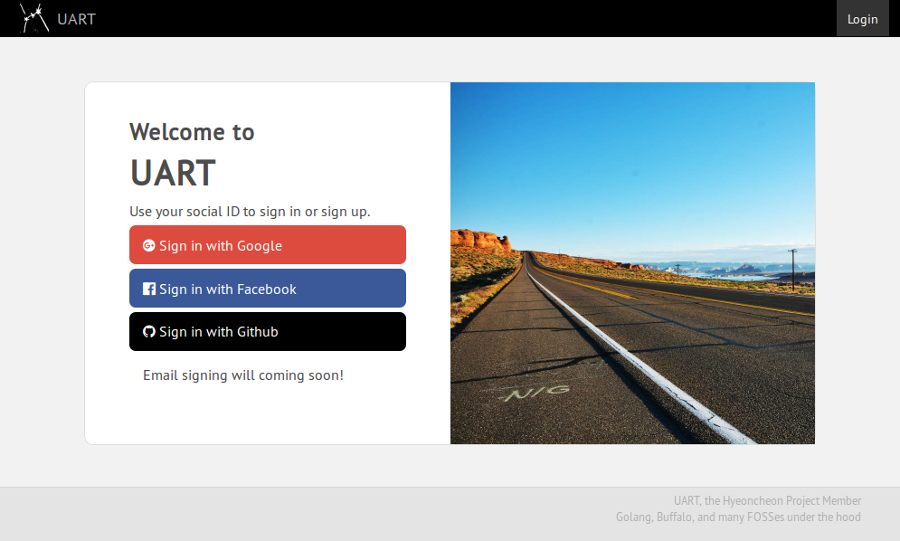 UART
Login
Welcome to
UART
Use your social ID to sign in or sign up.
Sign in with Google
Sign in with Facebook
Sign in with Github
Email signing will coming soon!
UART, the Hyeoncheon Project Member
Golang, Buffalo, and many FOSSes under the hood